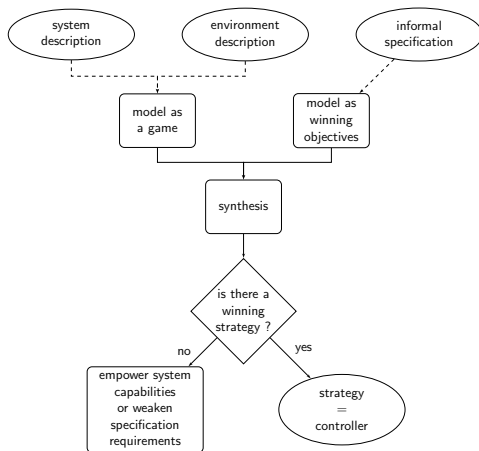 system
description
environment
description
informal
specification
model as
a game
model as
winning
objectives
synthesis
is there a
winning
strategy ?
no
yes
empower system
capabilities
or weaken
specification
requirements
strategy
=
controller